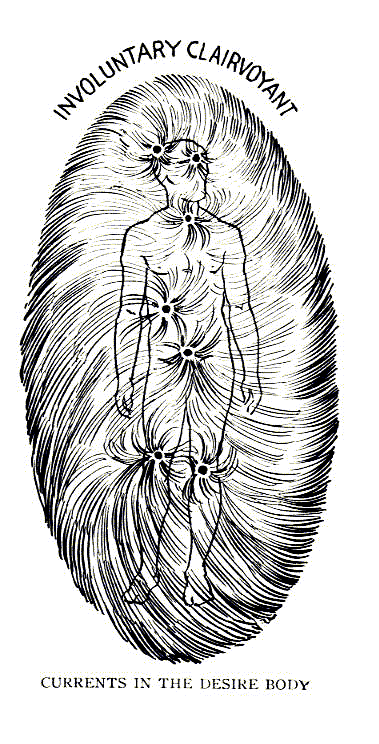 INVOLUNTARY CLAIRVOYANT
CURRENTS IN THE DESIRE BODY